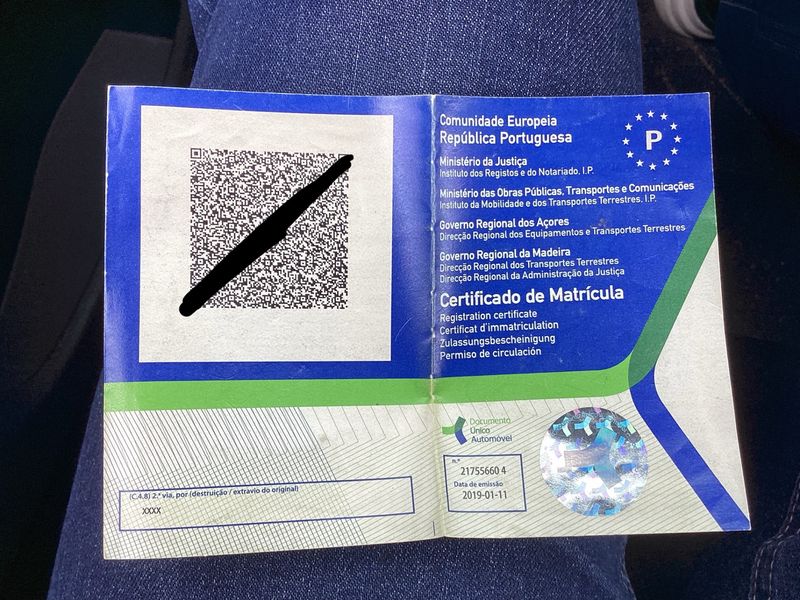 Comunidade Europeia
República Portuguesa
P
Ministério da Justiça
Instituto dos Registos e do Notariado, I.P.
Ministério das Obras Públicas, Transportes e Comunicações
Instituto da Mobilidade e dos Transportes Terrestres, I.P.
Governo Regional dos Açores
Direcção Regional dos Equipamentos e Transportes Terrestres
Governo Regional da Madeira
Direcção Regional dos Transportes Terrestres
Direcção Regional da Administração da Justiça
Certificado de Matrícula
Registration certificate
Certificat d'immatriculation
Zulassungsbescheinigung
Permiso de circulación
Documento
Único
Automóvel
n.º
21755660 4
Data de emissão
2019-01-11
(C.4.8) 2.ª via, por (destruição / extravio do original)
XXXX